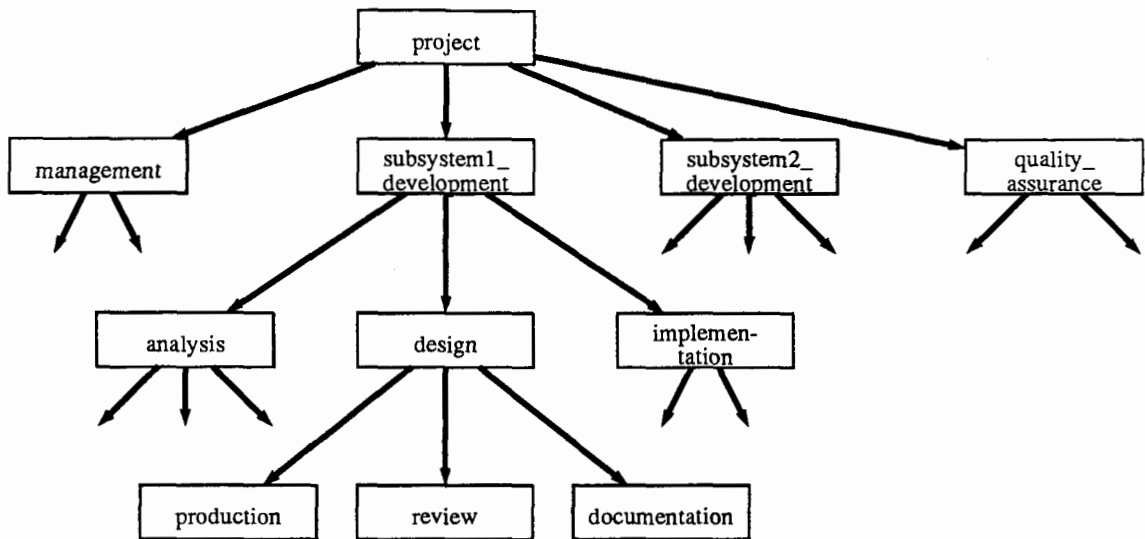 project
management
subsystem1_
development
subsystem2_
development
quality_
assurance
analysis
design
implemen-
tation
production
review
documentation